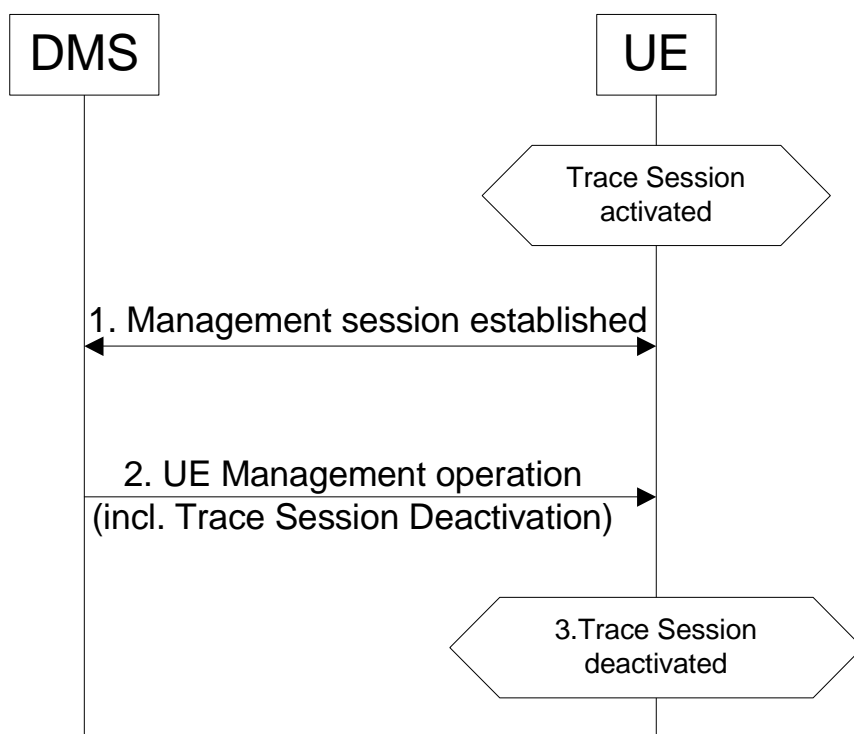 DMS
UE
Trace Session
activated
1. Management session established
2. UE Management operation
(incl. Trace Session Deactivation)
3.Trace Session
deactivated